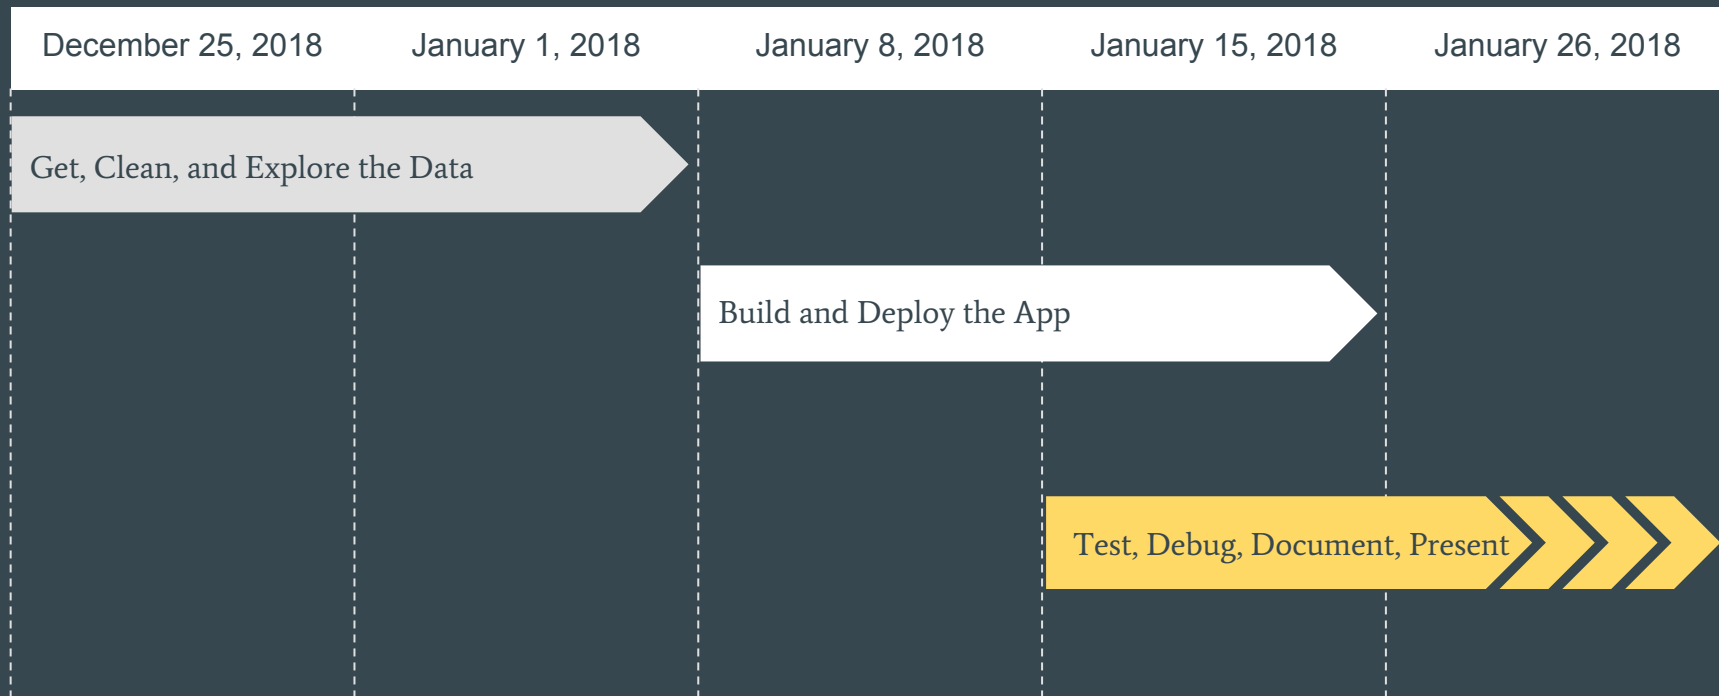 December 25, 2018
January 1, 2018
January 8, 2018
January 15, 2018
January 26, 2018
Get, Clean, and Explore the Data
Build and Deploy the App
Test, Debug, Document, Present